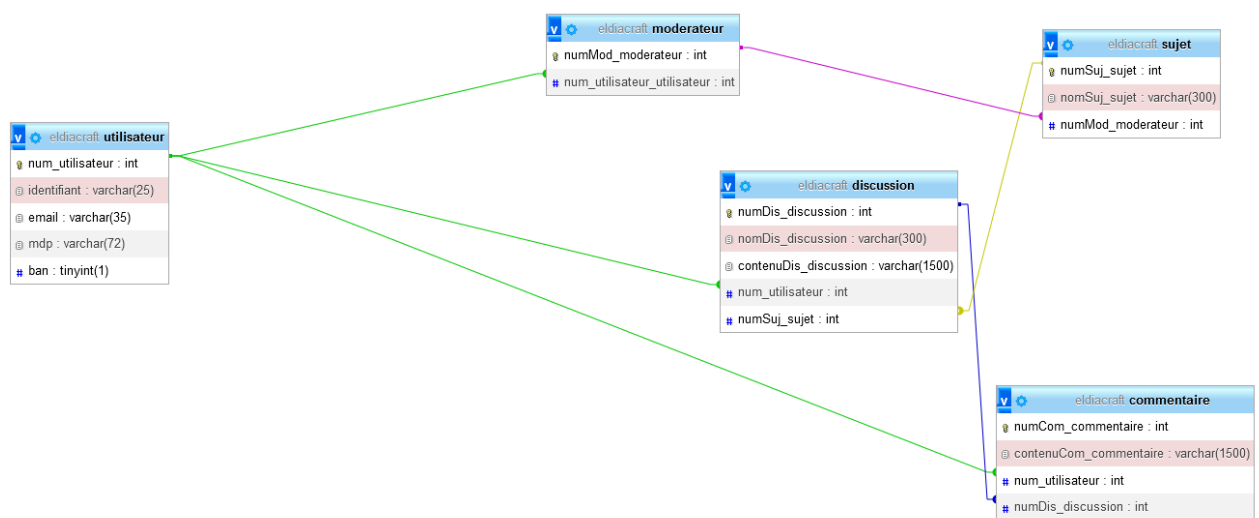 eldiacraft moderateur
numMod_moderateur : int
num_utilisateur_utilisateur : int
eldiacraft sujet
numSuj_sujet : int
nomSuj_sujet : varchar(300)
numMod_moderateur : int
eldiacraft utilisateur
num_utilisateur : int
identifiant : varchar(25)
email : varchar(35)
mdp : varchar(72)
ban : tinyint(1)
eldiacraft discussion
numDis_discussion : int
nomDis_discussion : varchar(300)
contenuDis_discussion : varchar(1500)
num_utilisateur : int
numSuj_sujet : int
eldiacraft commentaire
numCom_commentaire : int
contenuCom_commentaire : varchar(1500)
num_utilisateur : int
numDis_discussion : int